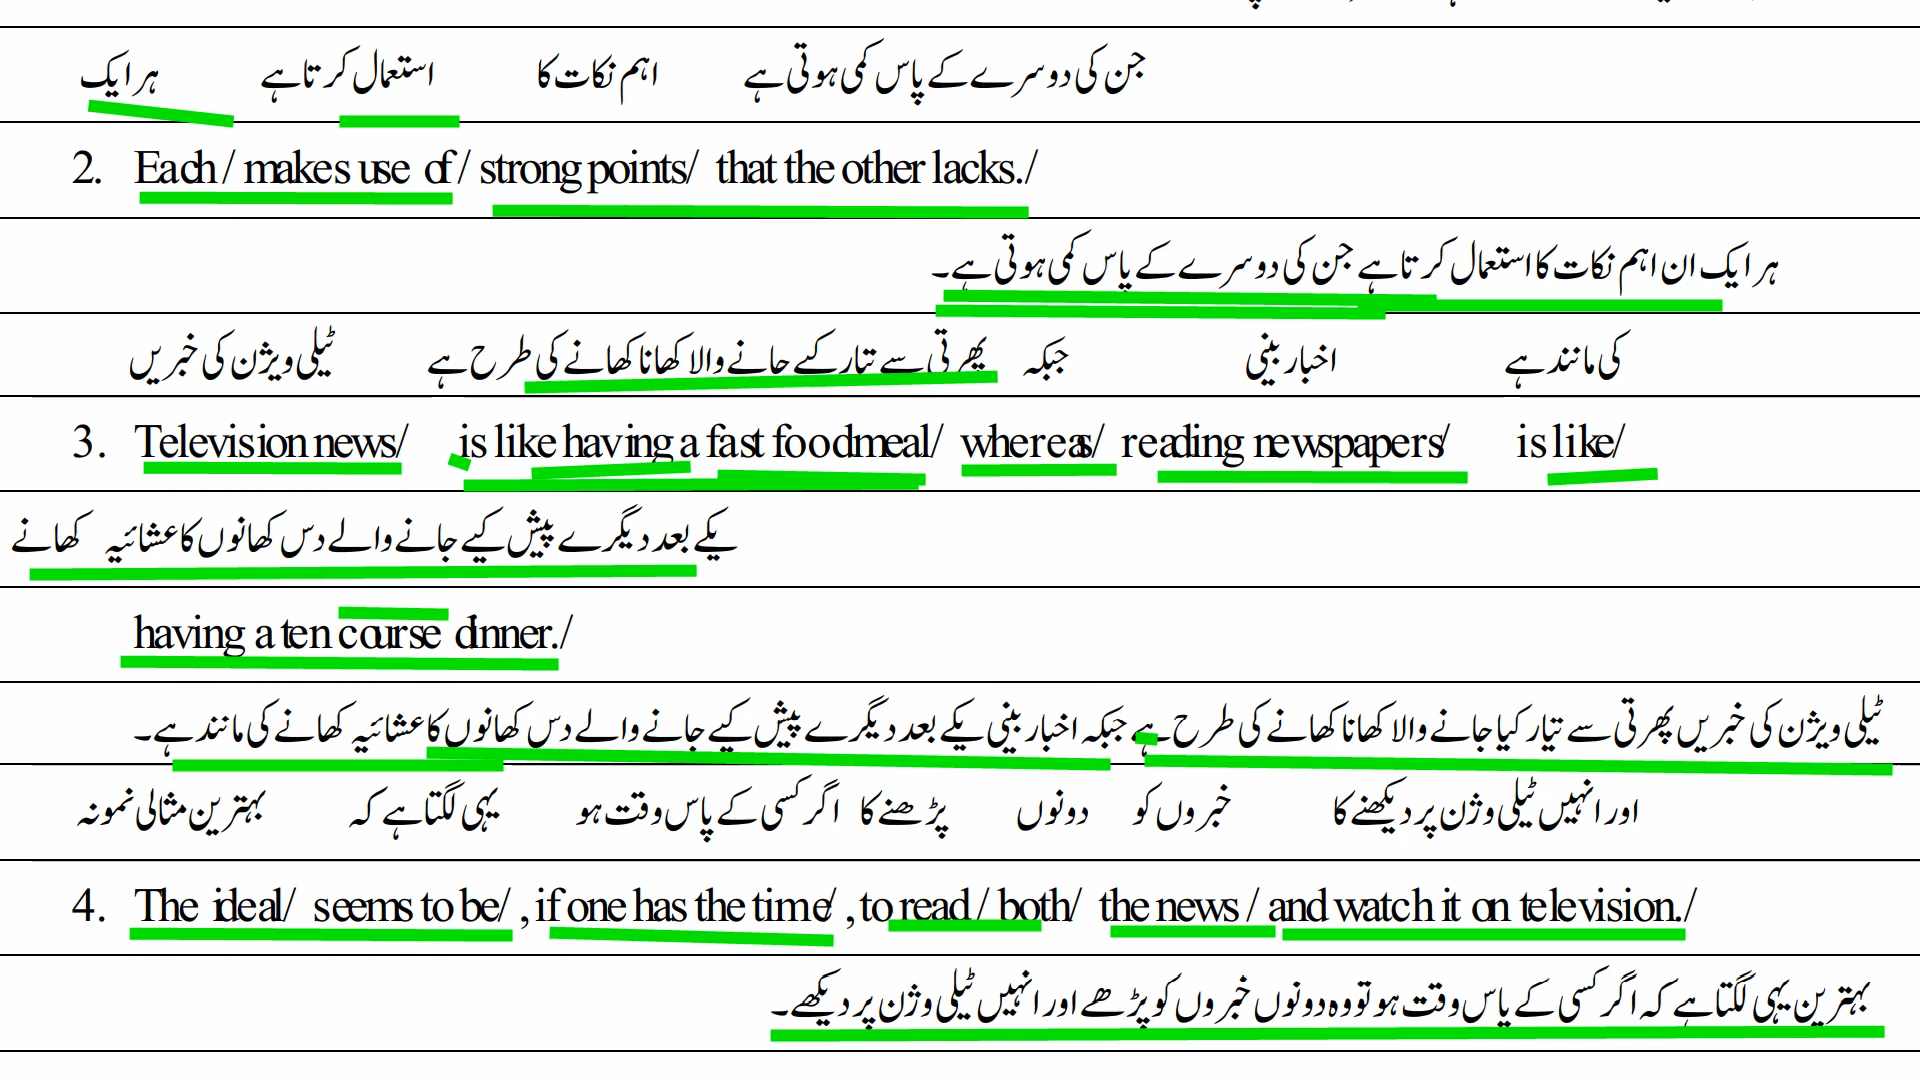 جن کی دوسرے کے پاس کمی ہوتی ہے اہم نکات کا استعمال کرتا ہے ہر ایک
2. Each / makes use of / strong points/ that the other lacks./
ہر ایک ان اہم نکات کا استعمال کرتا ہے جن کی دوسرے کے پاس کمی ہوتی ہے۔
کی مانند ہے اخبار بینی جبکہ پھرتی سے تیار کیے جانے والا کھانا کھانے کی طرح ہے ٹیلی ویژن کی خبریں
3. Television news/ is like having a fast food meal/ whereas/ reading newspapers/ is like/
یکے بعد دیگرے پیش کیے جانے والے دس کھانوں کا عشائیہ کھانے
having a ten course dinner./
ٹیلی ویژن کی خبریں پھرتی سے تیار کیا جانے والا کھانا کھانے کی طرح ہے جبکہ اخبار بینی یکے بعد دیگرے پیش کیے جانے والے دس کھانوں کا عشائیہ کھانے کی مانند ہے۔
اور انہیں ٹیلی وژن پر دیکھنے کا خبروں کو دونوں پڑھنے کا اگر کسی کے پاس وقت ہو یہی لگتا ہے کہ بہترین مثالی نمونہ
4. The ideal/ seems to be/ , if one has the time/ , to read / both/ the news / and watch it on television./
بہترین یہی لگتا ہے کہ اگر کسی کے پاس وقت ہو تو وہ دونوں خبروں کو پڑھے اور انہیں ٹیلی وژن پر دیکھے۔